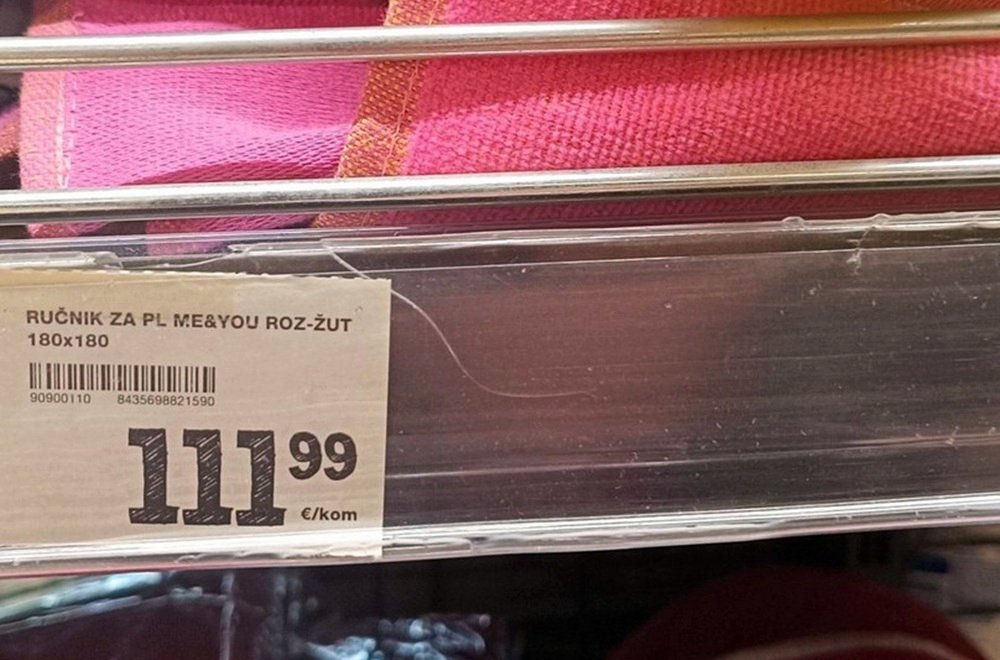 RUČNIK ZA PL ME&YOU ROZ-ŽUT
180x180
90900110 8435698821590
111 99
€/kom